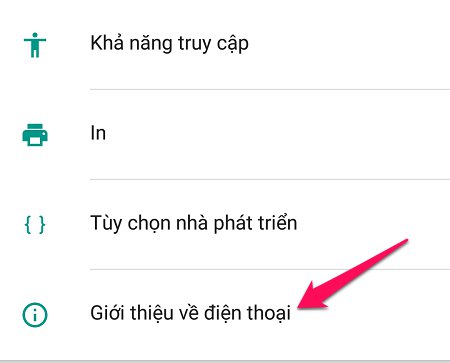 Khả năng truy cập
In
Tùy chọn nhà phát triển
Giới thiệu về điện thoại